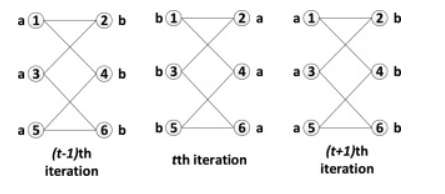 a 1 2 b b 1 2 a a 1 2 b
a 3 4 b b 3 4 a a 3 4 b
a 5 6 b b 5 6 a a 5 6 b
(t-1)th iteration
tth iteration
(t+1)th iteration